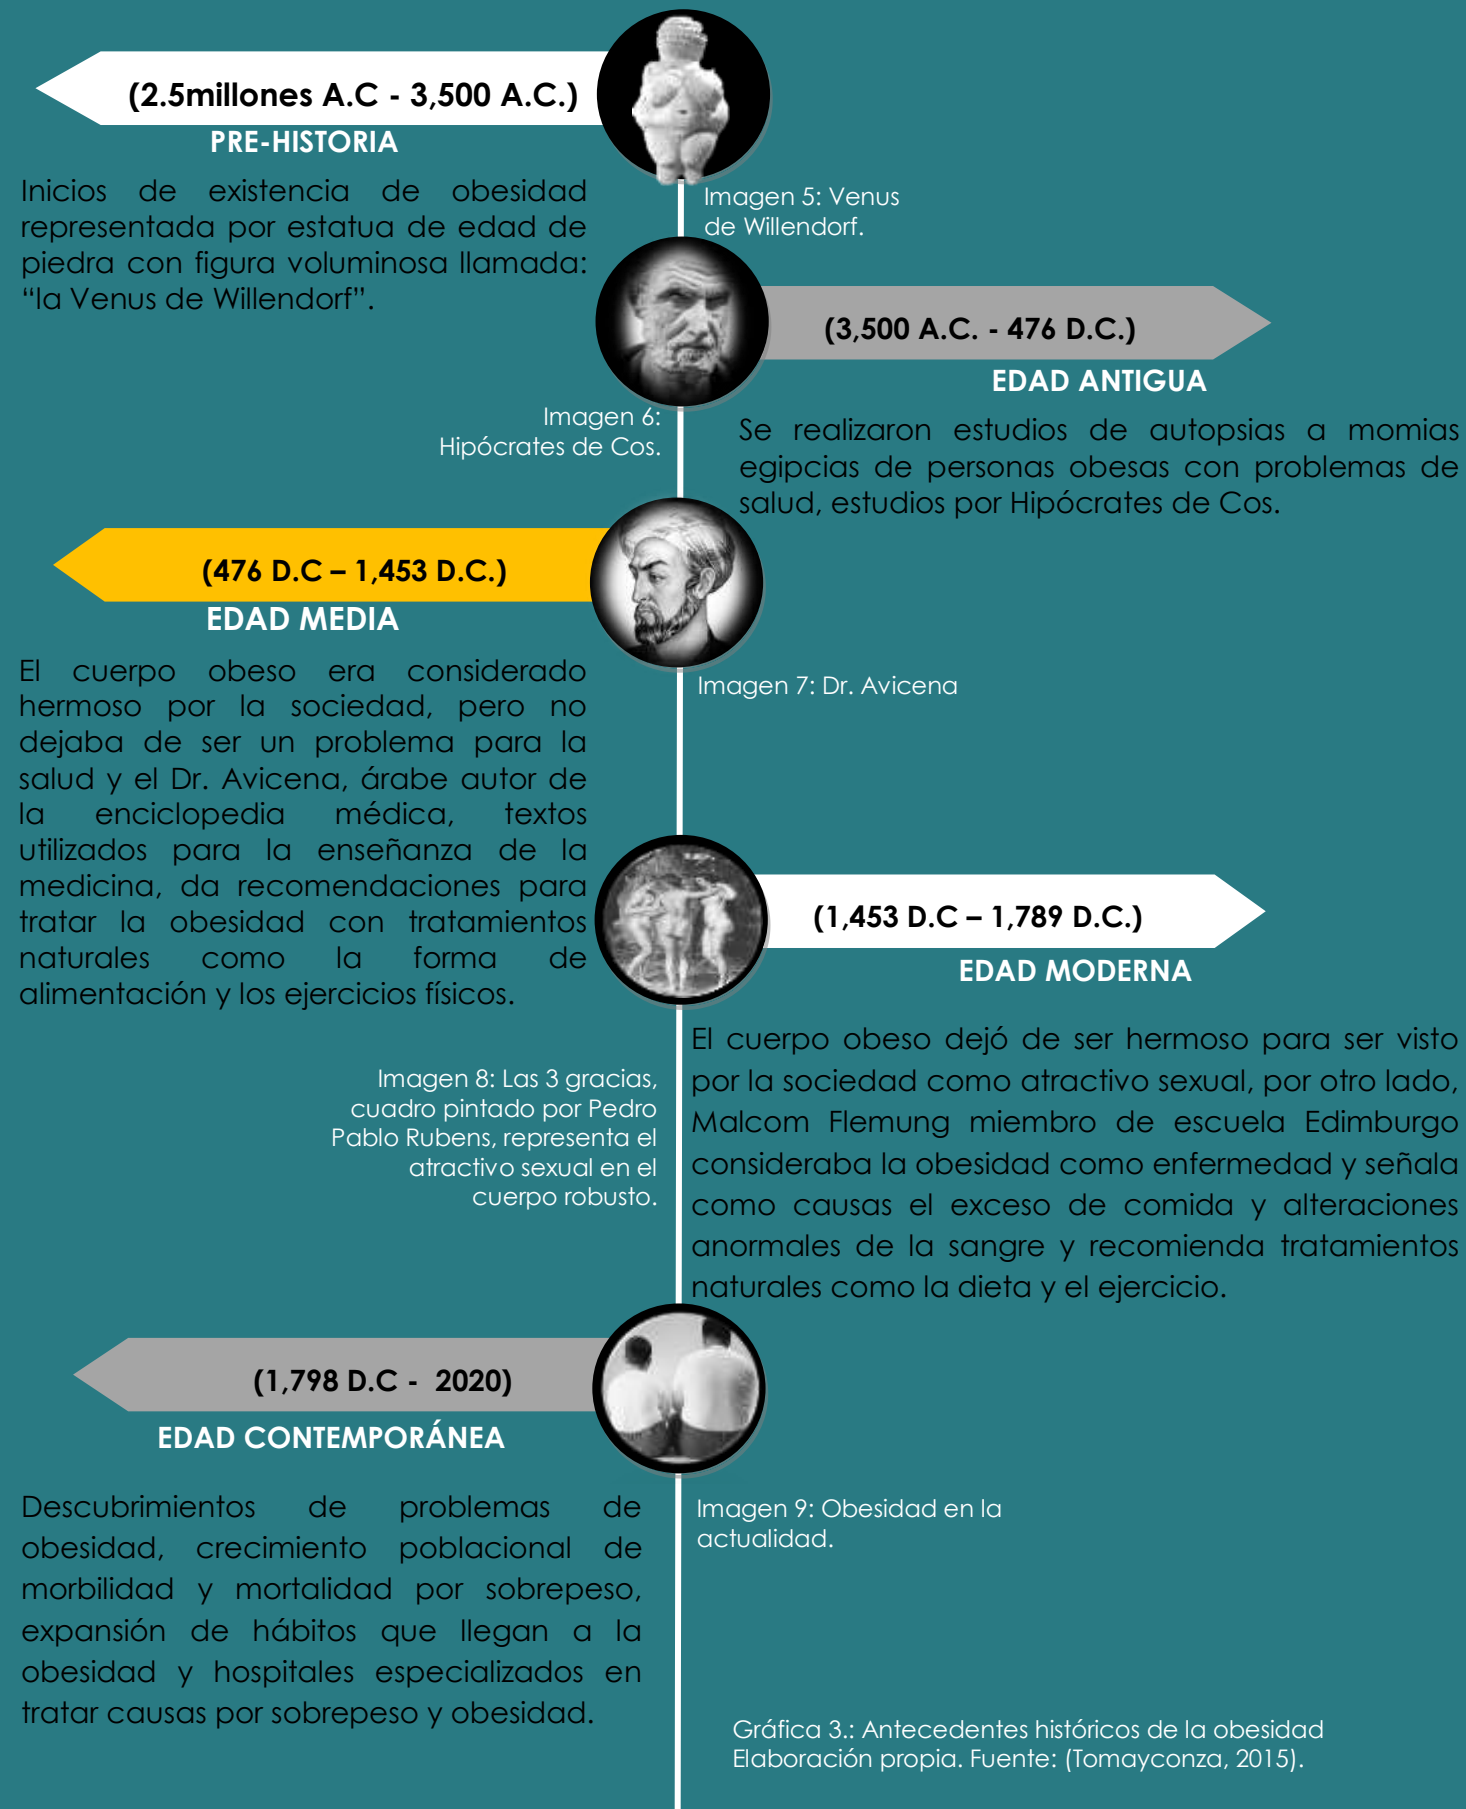 (2.5millones A.C - 3,500 A.C.)
PRE-HISTORIA
Inicios de existencia de obesidad
representada por estatua de edad de
piedra con figura voluminosa llamada:
“la Venus de Willendorf”.
Imagen 5: Venus
de Willendorf.
(3,500 A.C. - 476 D.C.)
EDAD ANTIGUA
Imagen 6:
Hipócrates de Cos.
Se realizaron estudios de autopsias a momias
egipcias de personas obesas con problemas de
salud, estudios por Hipócrates de Cos.
(476 D.C – 1,453 D.C.)
EDAD MEDIA
El cuerpo obeso era considerado
hermoso por la sociedad, pero no
dejaba de ser un problema para la
salud y el Dr. Avicena, árabe autor de
la enciclopedia médica, textos
utilizados para la enseñanza de la
medicina, da recomendaciones para
tratar la obesidad con tratamientos
naturales como la forma de
alimentación y los ejercicios físicos.
Imagen 7: Dr. Avicena
(1,453 D.C – 1,789 D.C.)
EDAD MODERNA
Imagen 8: Las 3 gracias,
cuadro pintado por Pedro
Pablo Rubens, representa el
atractivo sexual en el
cuerpo robusto.
El cuerpo obeso dejó de ser hermoso para ser visto
por la sociedad como atractivo sexual, por otro lado,
Malcom Flemung miembro de escuela Edimburgo
consideraba la obesidad como enfermedad y señala
como causas el exceso de comida y alteraciones
anormales de la sangre y recomienda tratamientos
naturales como la dieta y el ejercicio.
(1,798 D.C - 2020)
EDAD CONTEMPORÁNEA
Descubrimientos de problemas de
obesidad, crecimiento poblacional de
morbilidad y mortalidad por sobrepeso,
expansión de hábitos que llegan a la
obesidad y hospitales especializados en
tratar causas por sobrepeso y obesidad.
Imagen 9: Obesidad en la
actualidad.
Gráfica 3.: Antecedentes históricos de la obesidad
Elaboración propia. Fuente: (Tomayconza, 2015).